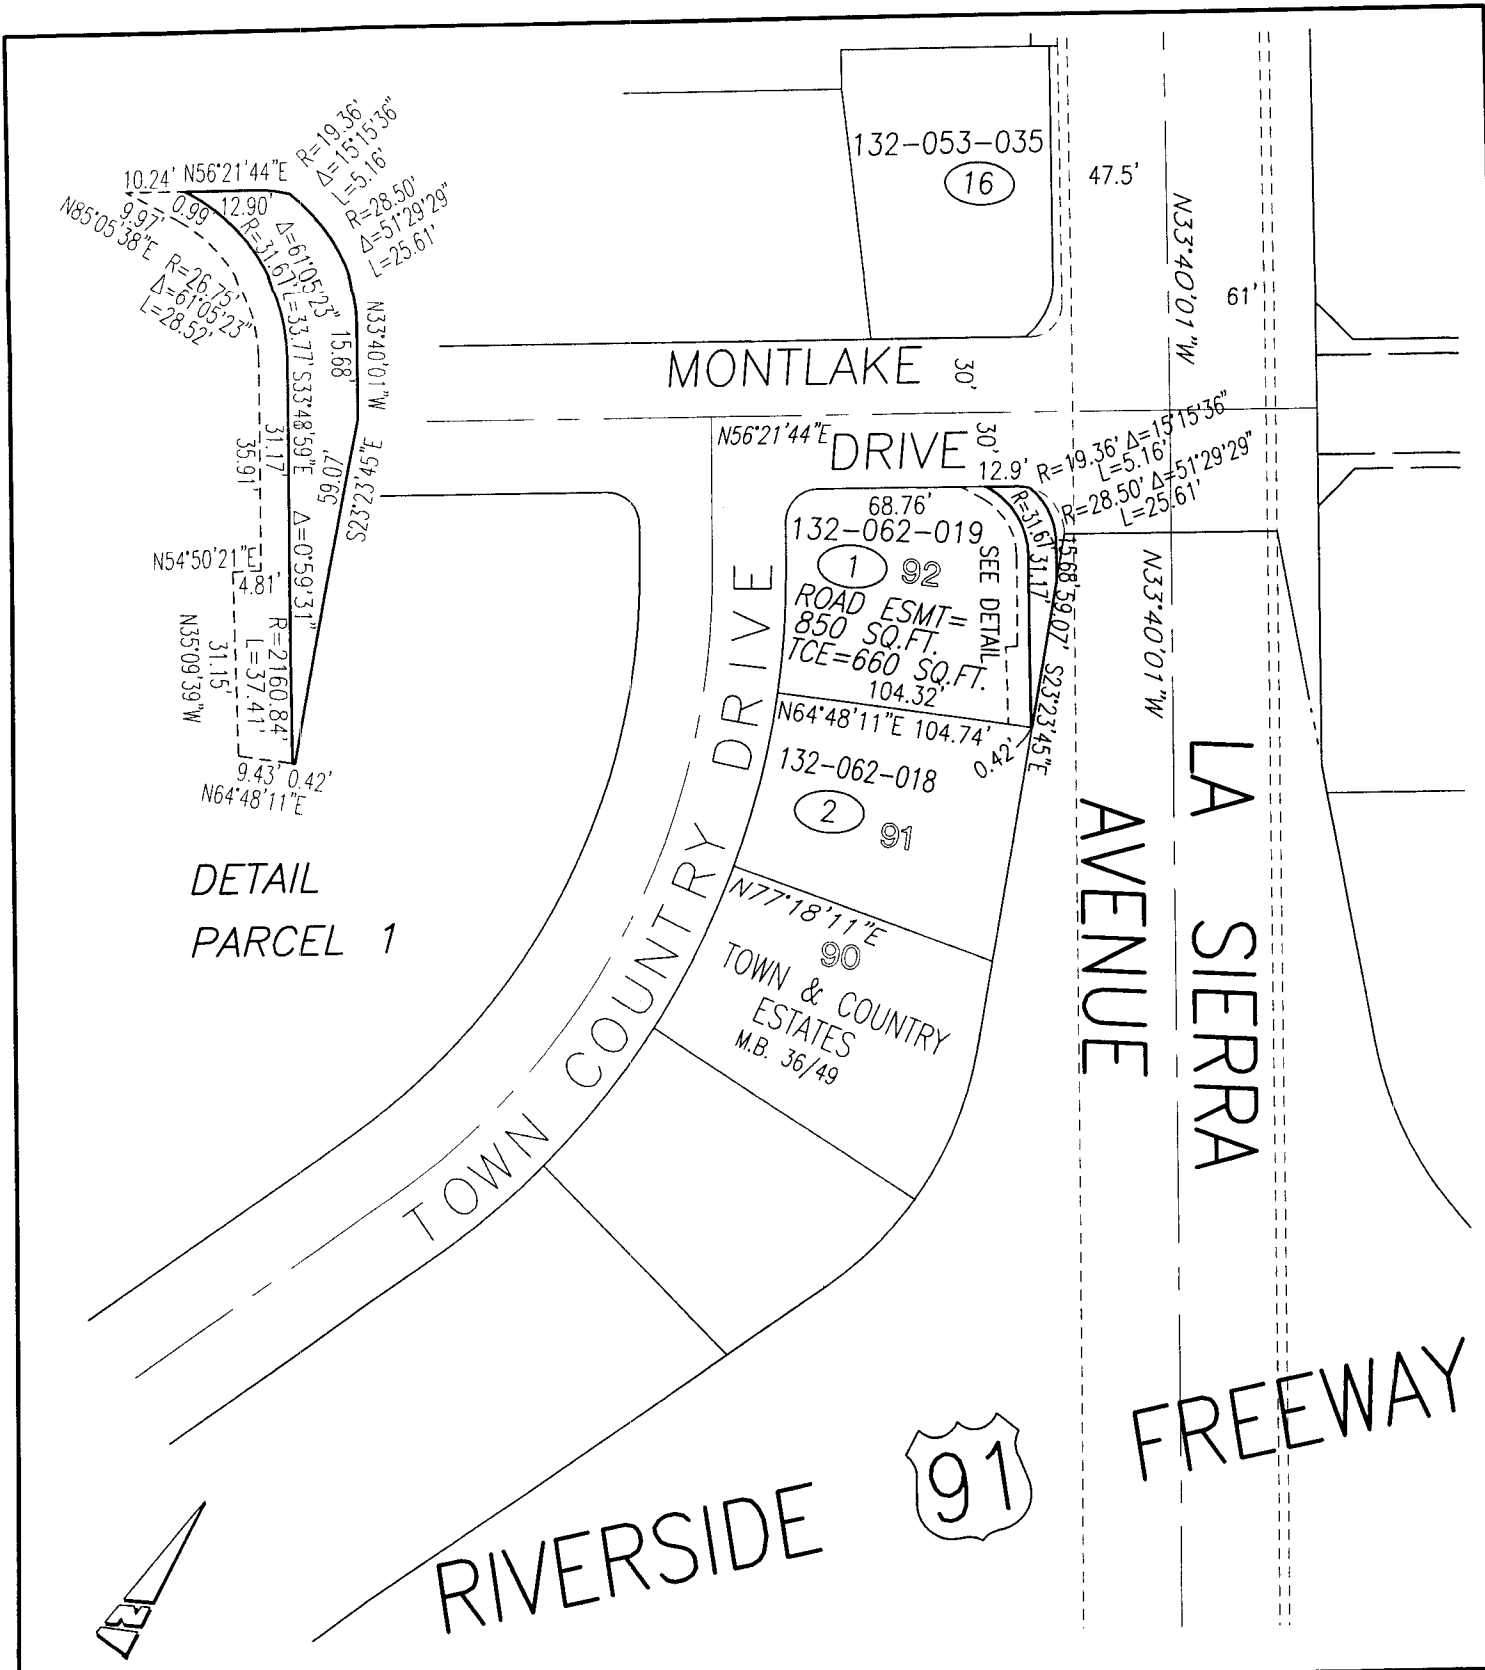 10.24' N56°21'44"E
R=19.36'
Δ=15°15'36"
L=5.16'
R=28.50'
Δ=51°29'29"
L=25.61'
9.97'
0.99'
12.90'
N85°05'38"E
R=26.75'
Δ=61°05'23"
L=28.52'
Δ=61°05'23"
R=31.67'
L=33.77'
15.68'
N33°40'01"W
S33°48'59"E
31.17'
35.91'
59.07'
S23°23'45"E
Δ=0°59'31"
N54°50'21"E
4.81'
R=2160.84'
L=37.41'
31.15'
N35°09'39"W
9.43' 0.42'
N64°48'11"E
DETAIL
PARCEL 1
132-053-035
16
47.5'
N33°40'01"W
61'
MONTLAKE
30'
N56°21'44"E
DRIVE
30'
12.9'
R=19.36' Δ=15°15'36"
L=5.16'
R=28.50' Δ=51°29'29"
L=25.61'
68.76'
132-062-019
1 92
ROAD ESMT=
850 SQ.FT.
TCE=660 SQ.FT.
SEE DETAIL
R=31.67'
31.17'
15.68'
59.07'
S23°23'45"E
104.32'
N64°48'11"E 104.74'
0.42'
132-062-018
2 91
N77°18'11"E
90
TOWN & COUNTRY
ESTATES
M.B. 36/49
N33°40'01"W
LA SIERRA
AVENUE
TOWN COUNTRY DRIVE
RIVERSIDE
91
FREEWAY
N